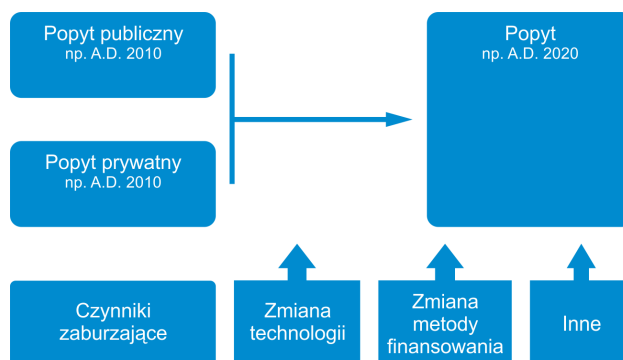 Popyt publiczny
np. A.D. 2010
Popyt
np. A.D. 2020
Popyt prywatny
np. A.D. 2010
Czynniki
zaburzające
Zmiana
technologii
Zmiana
metody
finansowania
Inne